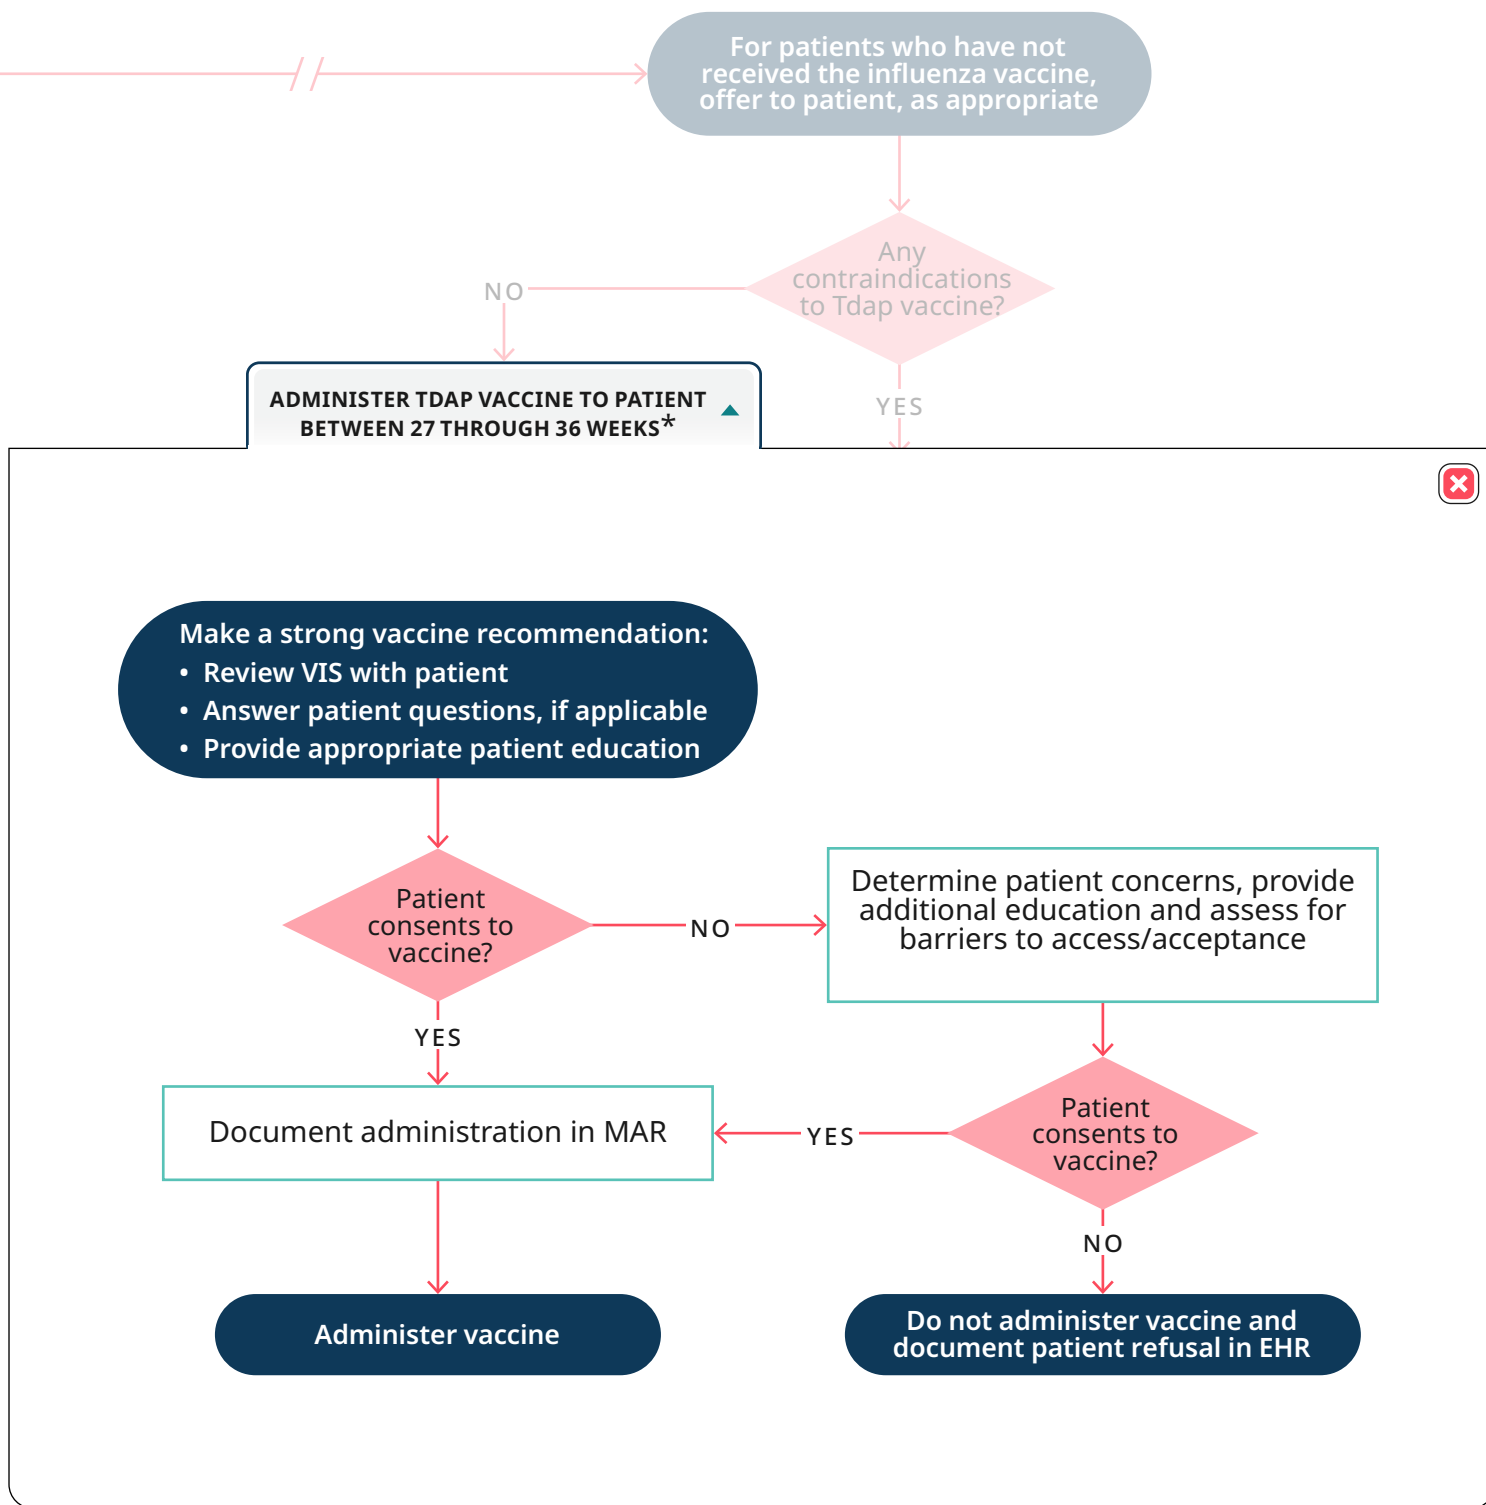 For patients who have not
received the influenza vaccine,
offer to patient, as appropriate
Any
contraindications
to Tdap vaccine?
NO
YES
ADMINISTER TDAP VACCINE TO PATIENT
BETWEEN 27 THROUGH 36 WEEKS*
Make a strong vaccine recommendation:
• Review VIS with patient
• Answer patient questions, if applicable
• Provide appropriate patient education
Patient
consents to
vaccine?
NO
Determine patient concerns, provide
additional education and assess for
barriers to access/acceptance
YES
Document administration in MAR
YES
Patient
consents to
vaccine?
NO
Administer vaccine
Do not administer vaccine and
document patient refusal in EHR